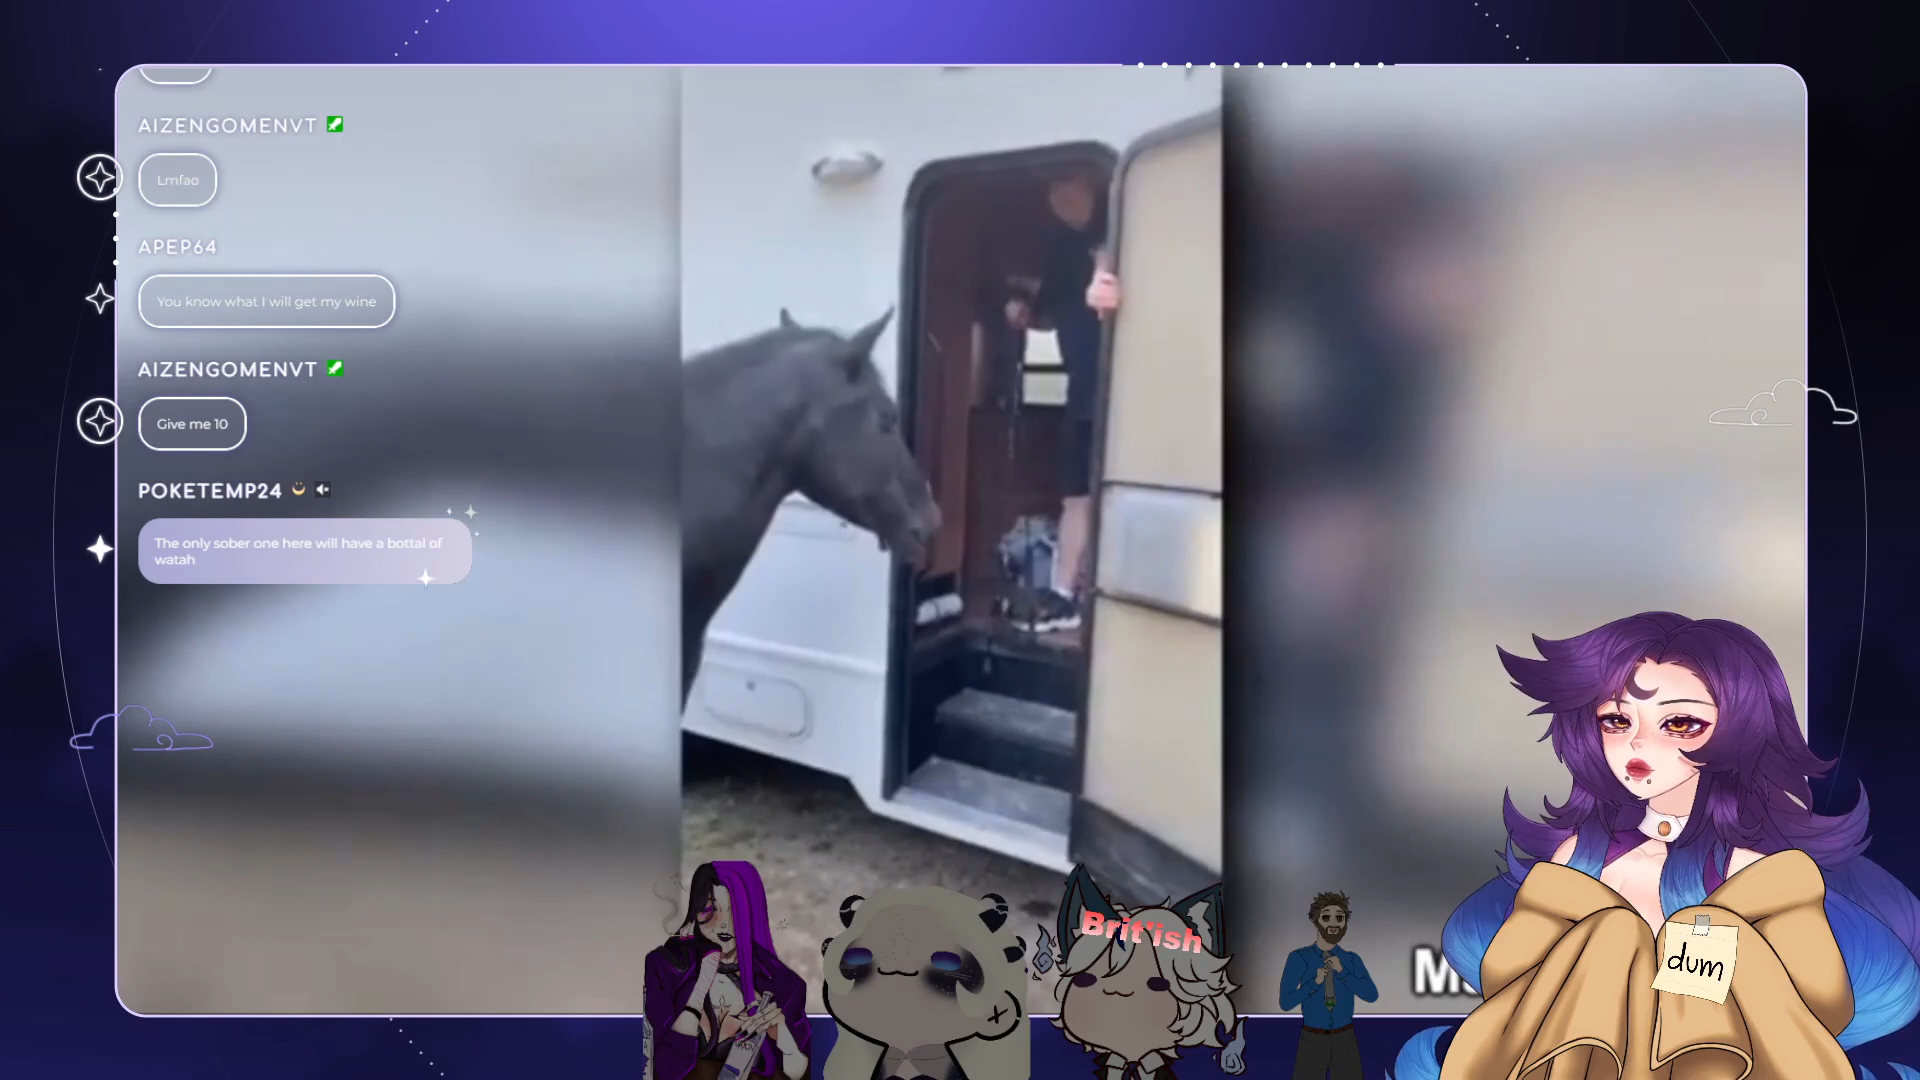 AIZENGOMENVT
Lmfao
APEP64
You know what I will get my wine
AIZENGOMENVT
Give me 10
POKETEMP24
The only sober one here will have a bottal of
watah
Brit'ish
dum